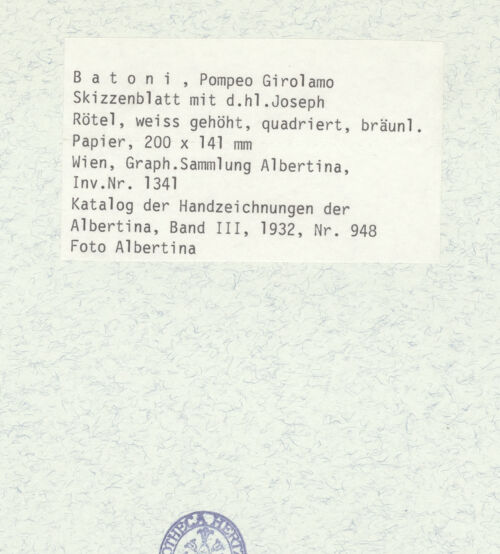 B a t o n i , Pompeo Girolamo
Skizzenblatt mit d.hl.Joseph
Rötel, weiss gehöht, quadriert, bräunl.
Papier, 200 x 141 mm
Wien, Graph.Sammlung Albertina,
Inv.Nr. 1341
Katalog der Handzeichnungen der
Albertina, Band III, 1932, Nr. 948
Foto Albertina